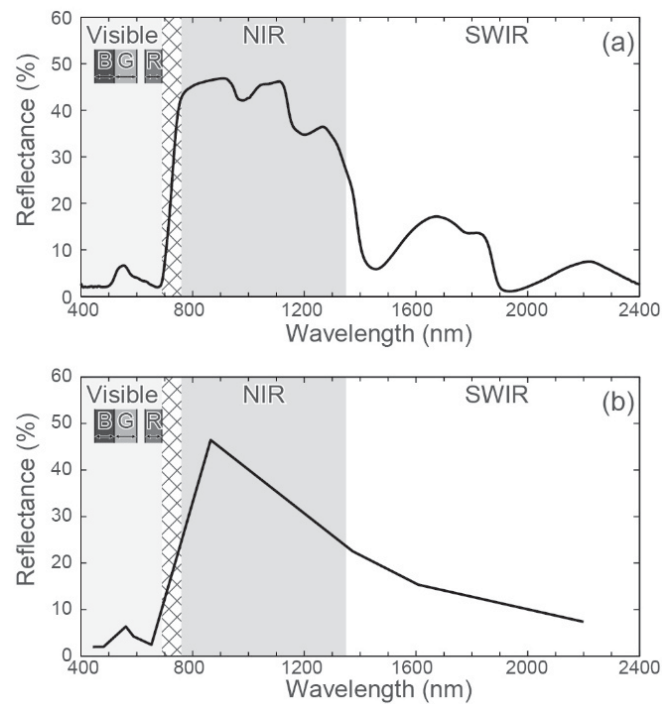 60
Visible NIR SWIR (a)
B G R
50
40
30
20
10
0
Reflectance (%)
400 800 1200 1600 2000 2400
Wavelength (nm)
60
Visible NIR SWIR (b)
B G R
50
40
30
20
10
0
Reflectance (%)
400 800 1200 1600 2000 2400
Wavelength (nm)